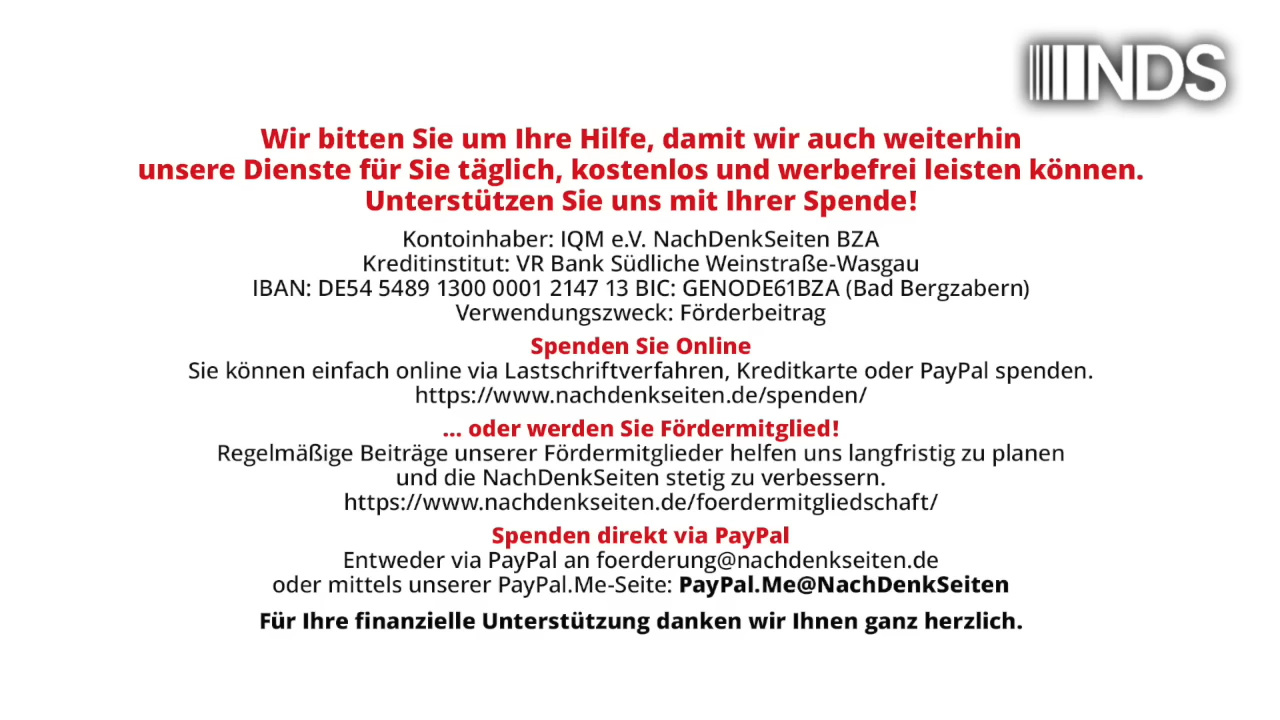 NDS
Wir bitten Sie um Ihre Hilfe, damit wir auch weiterhin
unsere Dienste für Sie täglich, kostenlos und werbefrei leisten können.
Unterstützen Sie uns mit Ihrer Spende!
Kontoinhaber: IQM e.V. NachDenkSeiten BZA
Kreditinstitut: VR Bank Südliche Weinstraße-Wasgau
IBAN: DE54 5489 1300 0001 2147 13 BIC: GENODE61BZA (Bad Bergzabern)
Verwendungszweck: Förderbeitrag
Spenden Sie Online
Sie können einfach online via Lastschriftverfahren, Kreditkarte oder PayPal spenden.
https://www.nachdenkseiten.de/spenden/
... oder werden Sie Fördermitglied!
Regelmäßige Beiträge unserer Fördermitglieder helfen uns langfristig zu planen
und die NachDenkSeiten stetig zu verbessern.
https://www.nachdenkseiten.de/foerdermitgliedschaft/
Spenden direkt via PayPal
Entweder via PayPal an foerderung@nachdenkseiten.de
oder mittels unserer PayPal.Me-Seite: PayPal.Me@NachDenkSeiten
Für Ihre finanzielle Unterstützung danken wir Ihnen ganz herzlich.